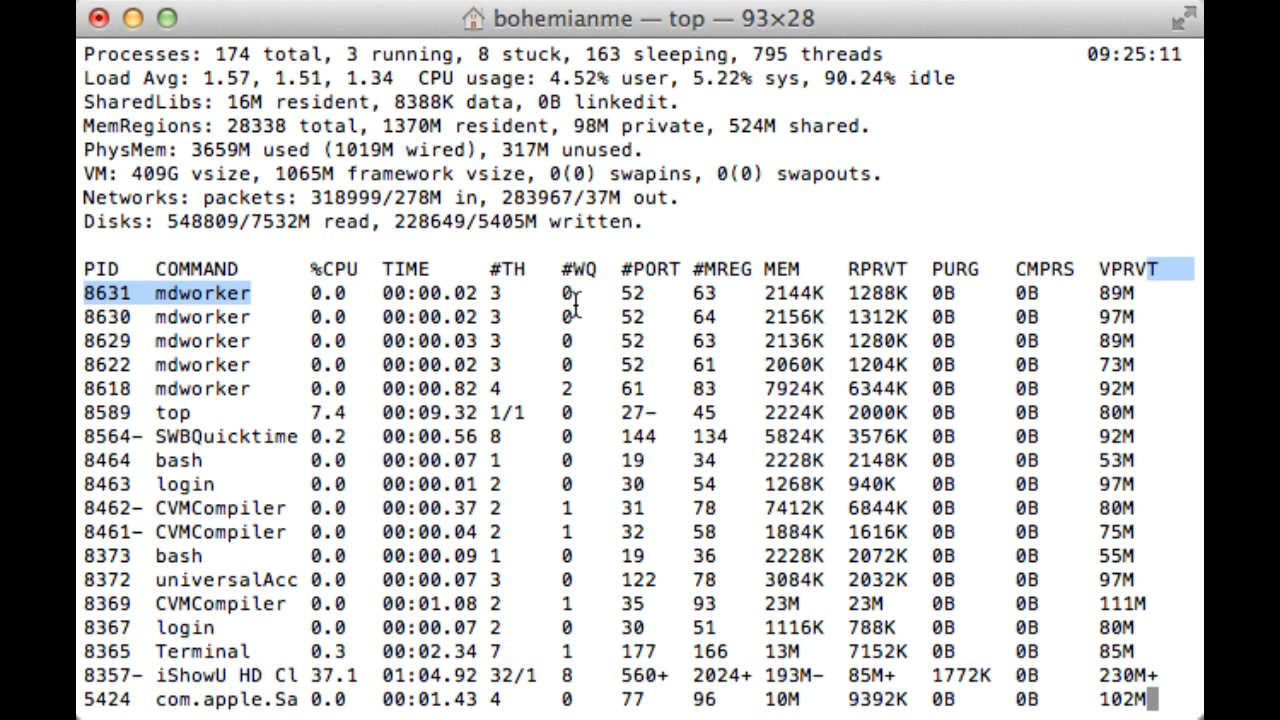 bohemianme — top — 93×28
Processes: 174 total, 3 running, 8 stuck, 163 sleeping, 795 threads 09:25:11
Load Avg: 1.57, 1.51, 1.34 CPU usage: 4.52% user, 5.22% sys, 90.24% idle
SharedLibs: 16M resident, 8388K data, 0B linkedit.
MemRegions: 28338 total, 1370M resident, 98M private, 524M shared.
PhysMem: 3659M used (1019M wired), 317M unused.
VM: 409G vsize, 1065M framework vsize, 0(0) swapins, 0(0) swapouts.
Networks: packets: 318999/278M in, 283967/37M out.
Disks: 548809/7532M read, 228649/5405M written.
PID COMMAND %CPU TIME #TH #WQ #PORT #MREG MEM RPRVT PURG CMPRS VPRVT
8631 mdworker 0.0 00:00.02 3 0 52 63 2144K 1288K 0B 0B 89M
8630 mdworker 0.0 00:00.02 3 0 52 64 2156K 1312K 0B 0B 97M
8629 mdworker 0.0 00:00.03 3 0 52 63 2136K 1280K 0B 0B 89M
8622 mdworker 0.0 00:00.02 3 0 52 61 2060K 1204K 0B 0B 73M
8618 mdworker 0.0 00:00.82 4 2 61 83 7924K 6344K 0B 0B 92M
8589 top 7.4 00:09.32 1/1 0 27- 45 2224K 2000K 0B 0B 80M
8564- SWBQuicktime 0.2 00:00.56 8 0 144 134 5824K 3576K 0B 0B 92M
8464 bash 0.0 00:00.07 1 0 19 34 2228K 2148K 0B 0B 53M
8463 login 0.0 00:00.01 2 0 30 54 1268K 940K 0B 0B 97M
8462- CVMCompiler 0.0 00:00.37 2 1 31 78 7412K 6844K 0B 0B 80M
8461- CVMCompiler 0.0 00:00.04 2 1 32 58 1884K 1616K 0B 0B 75M
8373 bash 0.0 00:00.09 1 0 19 36 2228K 2072K 0B 0B 55M
8372 universalAcc 0.0 00:00.07 3 0 122 78 3084K 2032K 0B 0B 97M
8369 CVMCompiler 0.0 00:01.08 2 1 35 93 23M 23M 0B 0B 111M
8367 login 0.0 00:00.07 2 0 30 51 1116K 788K 0B 0B 80M
8365 Terminal 0.3 00:02.34 7 1 177 166 13M 7152K 0B 0B 85M
8357- iShowU HD Cl 37.1 01:04.92 32/1 8 560+ 2024+ 193M- 85M+ 1772K 0B 230M+
5424 com.apple.Sa 0.0 00:01.43 4 0 77 96 10M 9392K 0B 0B 102M